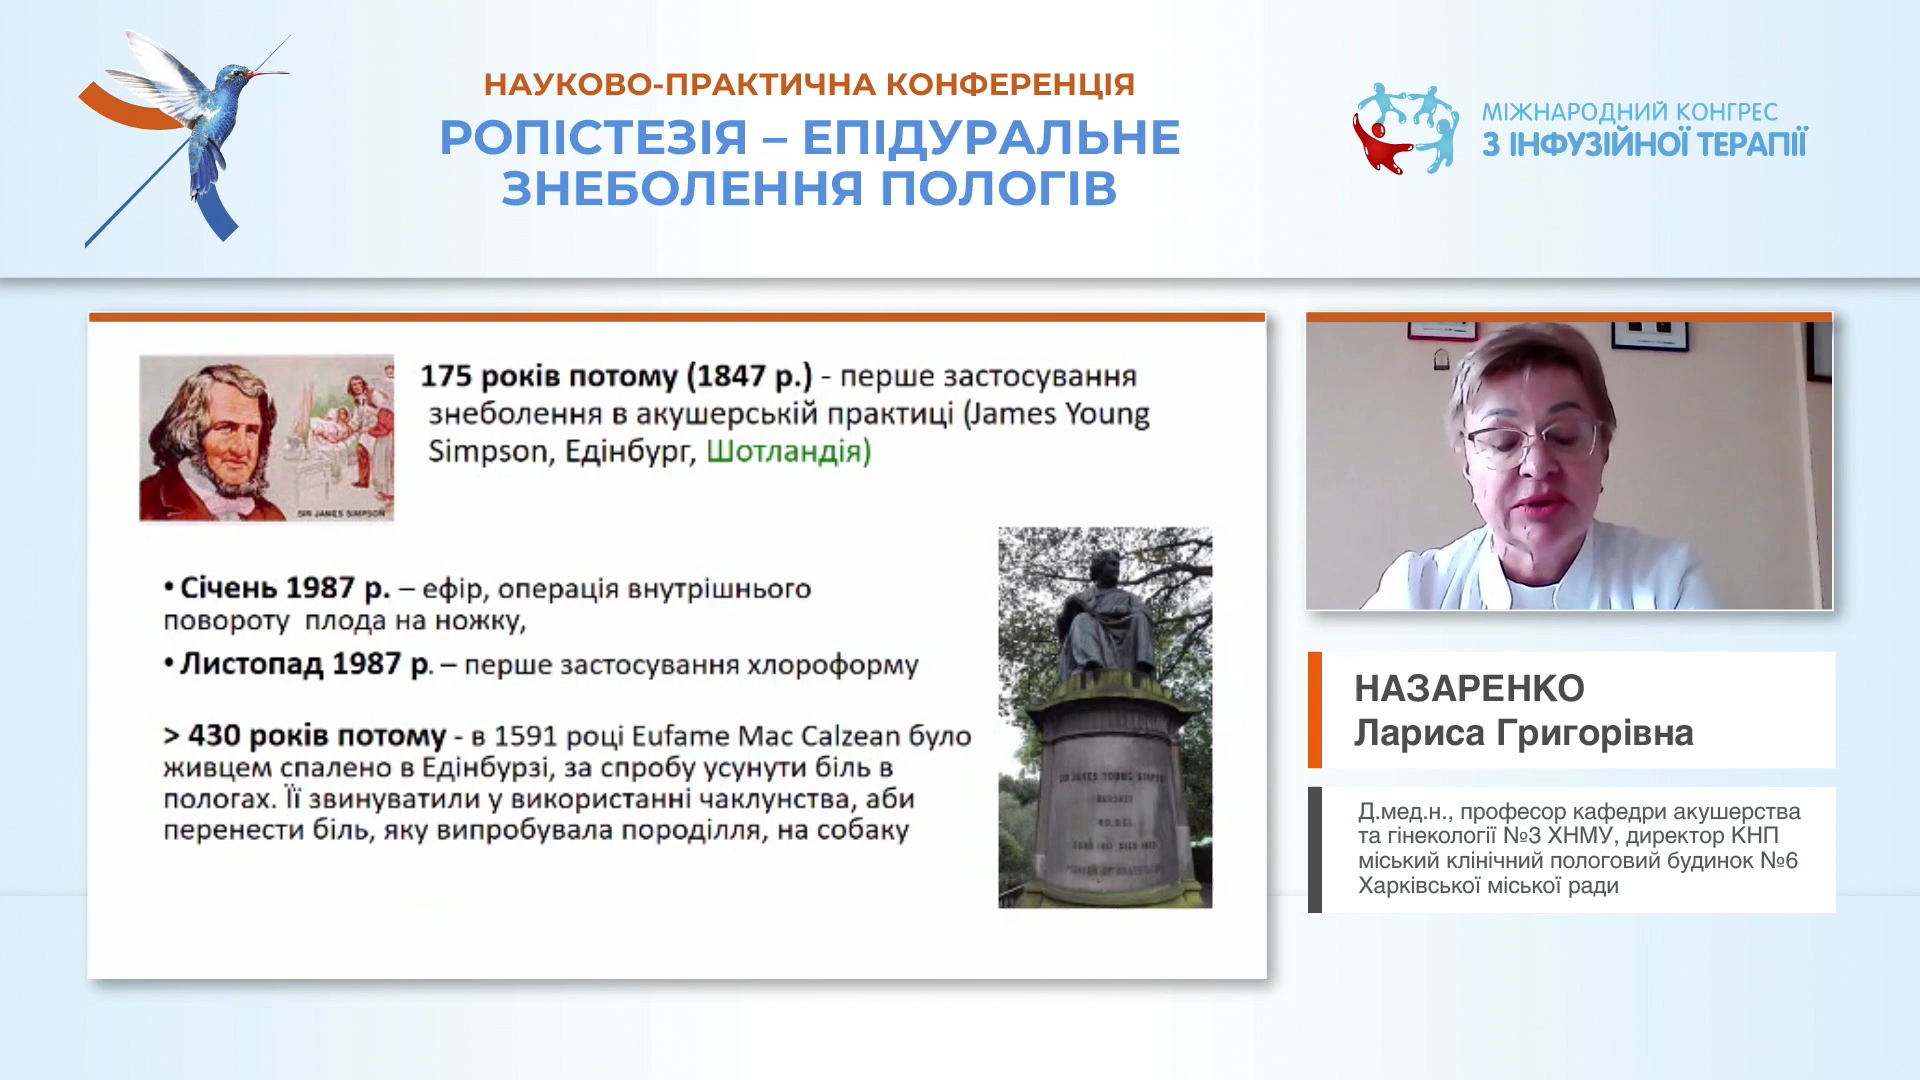 НАУКОВО-ПРАКТИЧНА КОНФЕРЕНЦІЯ
РОПІСТЕЗІЯ – ЕПІДУРАЛЬНЕ
ЗНЕБОЛЕННЯ ПОЛОГІВ
МІЖНАРОДНИЙ КОНГРЕС
З ІНФУЗІЙНОЇ ТЕРАПІЇ
175 років потому (1847 р.) - перше застосування
знеболення в акушерській практиці (James Young
Simpson, Едінбург, Шотландія)
SIR JAMES SIMPSON
• Січень 1987 р. – ефір, операція внутрішнього
повороту плода на ножку,
• Листопад 1987 р. – перше застосування хлороформу
> 430 років потому - в 1591 році Eufame Mac Calzean було
живцем спалено в Едінбурзі, за спробу усунути біль в
пологах. Її звинуватили у використанні чаклунства, аби
перенести біль, яку випробувала породілля, на собаку
SIR JAMES YOUNG SIMPSON
НАЗАРЕНКО
Лариса Григорівна
Д.мед.н., професор кафедри акушерства
та гінекології №3 ХНМУ, директор КНП
міський клінічний пологовий будинок №6
Харківської міської ради